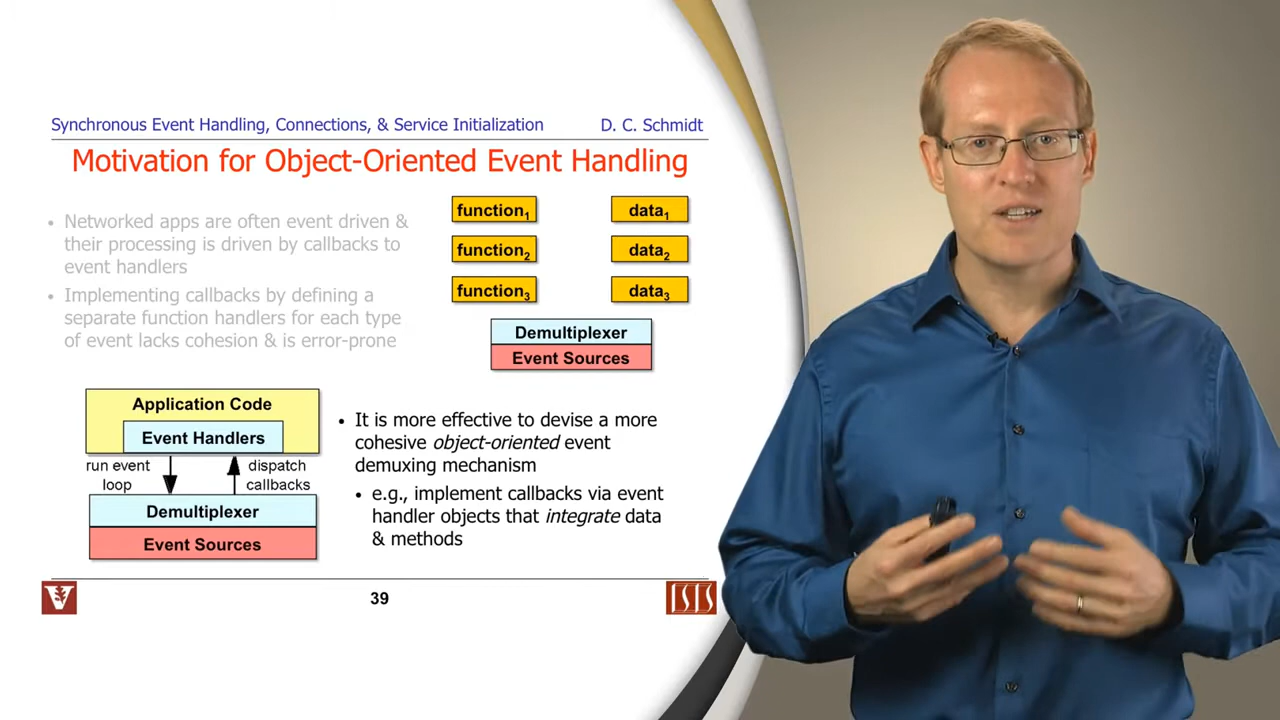 Synchronous Event Handling, Connections, & Service Initialization D. C. Schmidt
Motivation for Object-Oriented Event Handling
• Networked apps are often event driven &
their processing is driven by callbacks to
event handlers
• Implementing callbacks by defining a
separate function handlers for each type
of event lacks cohesion & is error-prone
function1 data1
function2 data2
function3 data3
Demultiplexer
Event Sources
Application Code
Event Handlers
run event
loop
dispatch
callbacks
Demultiplexer
Event Sources
• It is more effective to devise a more
cohesive object-oriented event
demuxing mechanism
• e.g., implement callbacks via event
handler objects that integrate data
& methods
V
39
ISIS